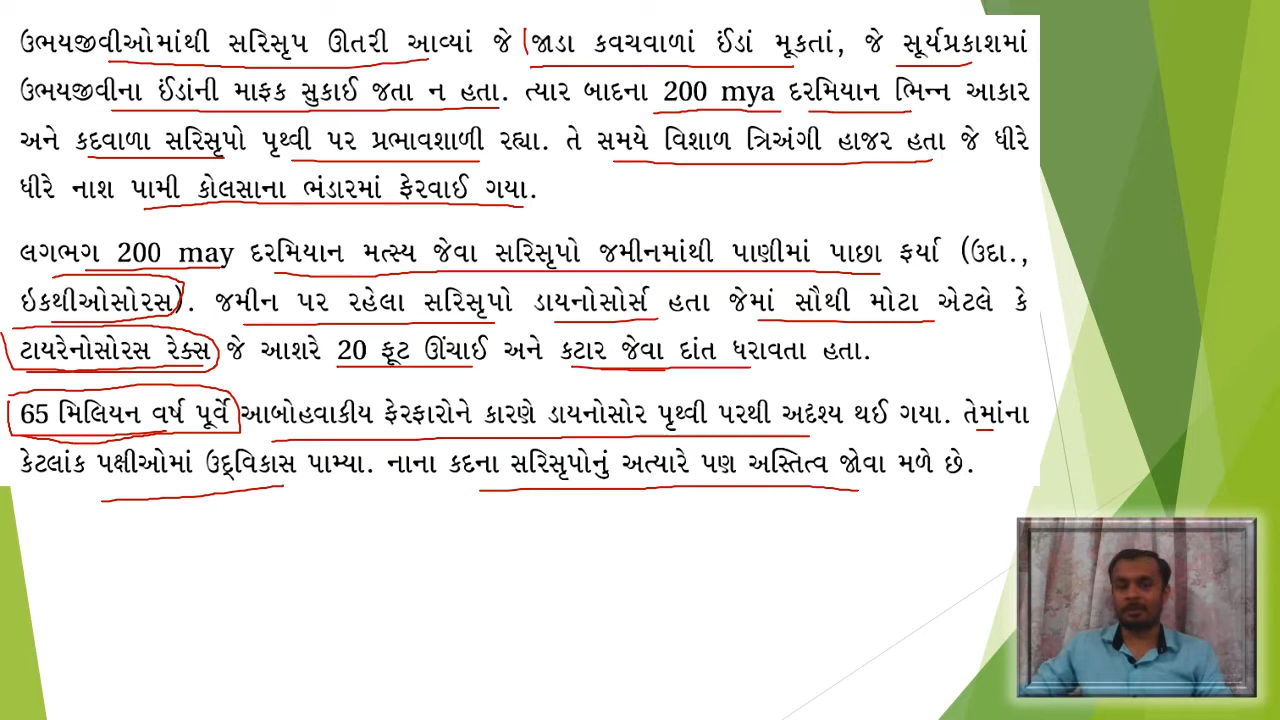 ઉભયજીવીઓમાંથી સરિસૃપ ઊતરી આવ્યાં જે જાડા કવચવાળાં ઈંડાં મૂકતાં, જે સૂર્યપ્રકાશમાં
ઉભયજીવીના ઈંડાંની માફક સુકાઈ જતા ન હતા. ત્યાર બાદના 200 mya દરમિયાન ભિન્ન આકાર
અને કદવાળા સરિસૃપો પૃથ્વી પર પ્રભાવશાળી રહ્યા. તે સમયે વિશાળ ત્રિઅંગી હાજર હતા જે ધીરે
ધીરે નાશ પામી કોલસાના ભંડારમાં ફેરવાઈ ગયા.
લગભગ 200 may દરમિયાન મત્સ્ય જેવા સરિસૃપો જમીનમાંથી પાણીમાં પાછા ફર્યા (ઉદા.,
ઇકથીઓસોરસ). જમીન પર રહેલા સરિસૃપો ડાયનોસોર્સ હતા જેમાં સૌથી મોટા એટલે કે
ટાયરેનોસોરસ રેક્સ જે આશરે 20 ફૂટ ઊંચાઈ અને કટાર જેવા દાંત ધરાવતા હતા.
65 મિલિયન વર્ષ પૂર્વે આબોહવાકીય ફેરફારોને કારણે ડાયનોસોર પૃથ્વી પરથી અદૃશ્ય થઈ ગયા. તેમાંના
કેટલાંક પક્ષીઓમાં ઉદ્‌વિકાસ પામ્યા. નાના કદના સરિસૃપોનું અત્યારે પણ અસ્તિત્વ જોવા મળે છે.